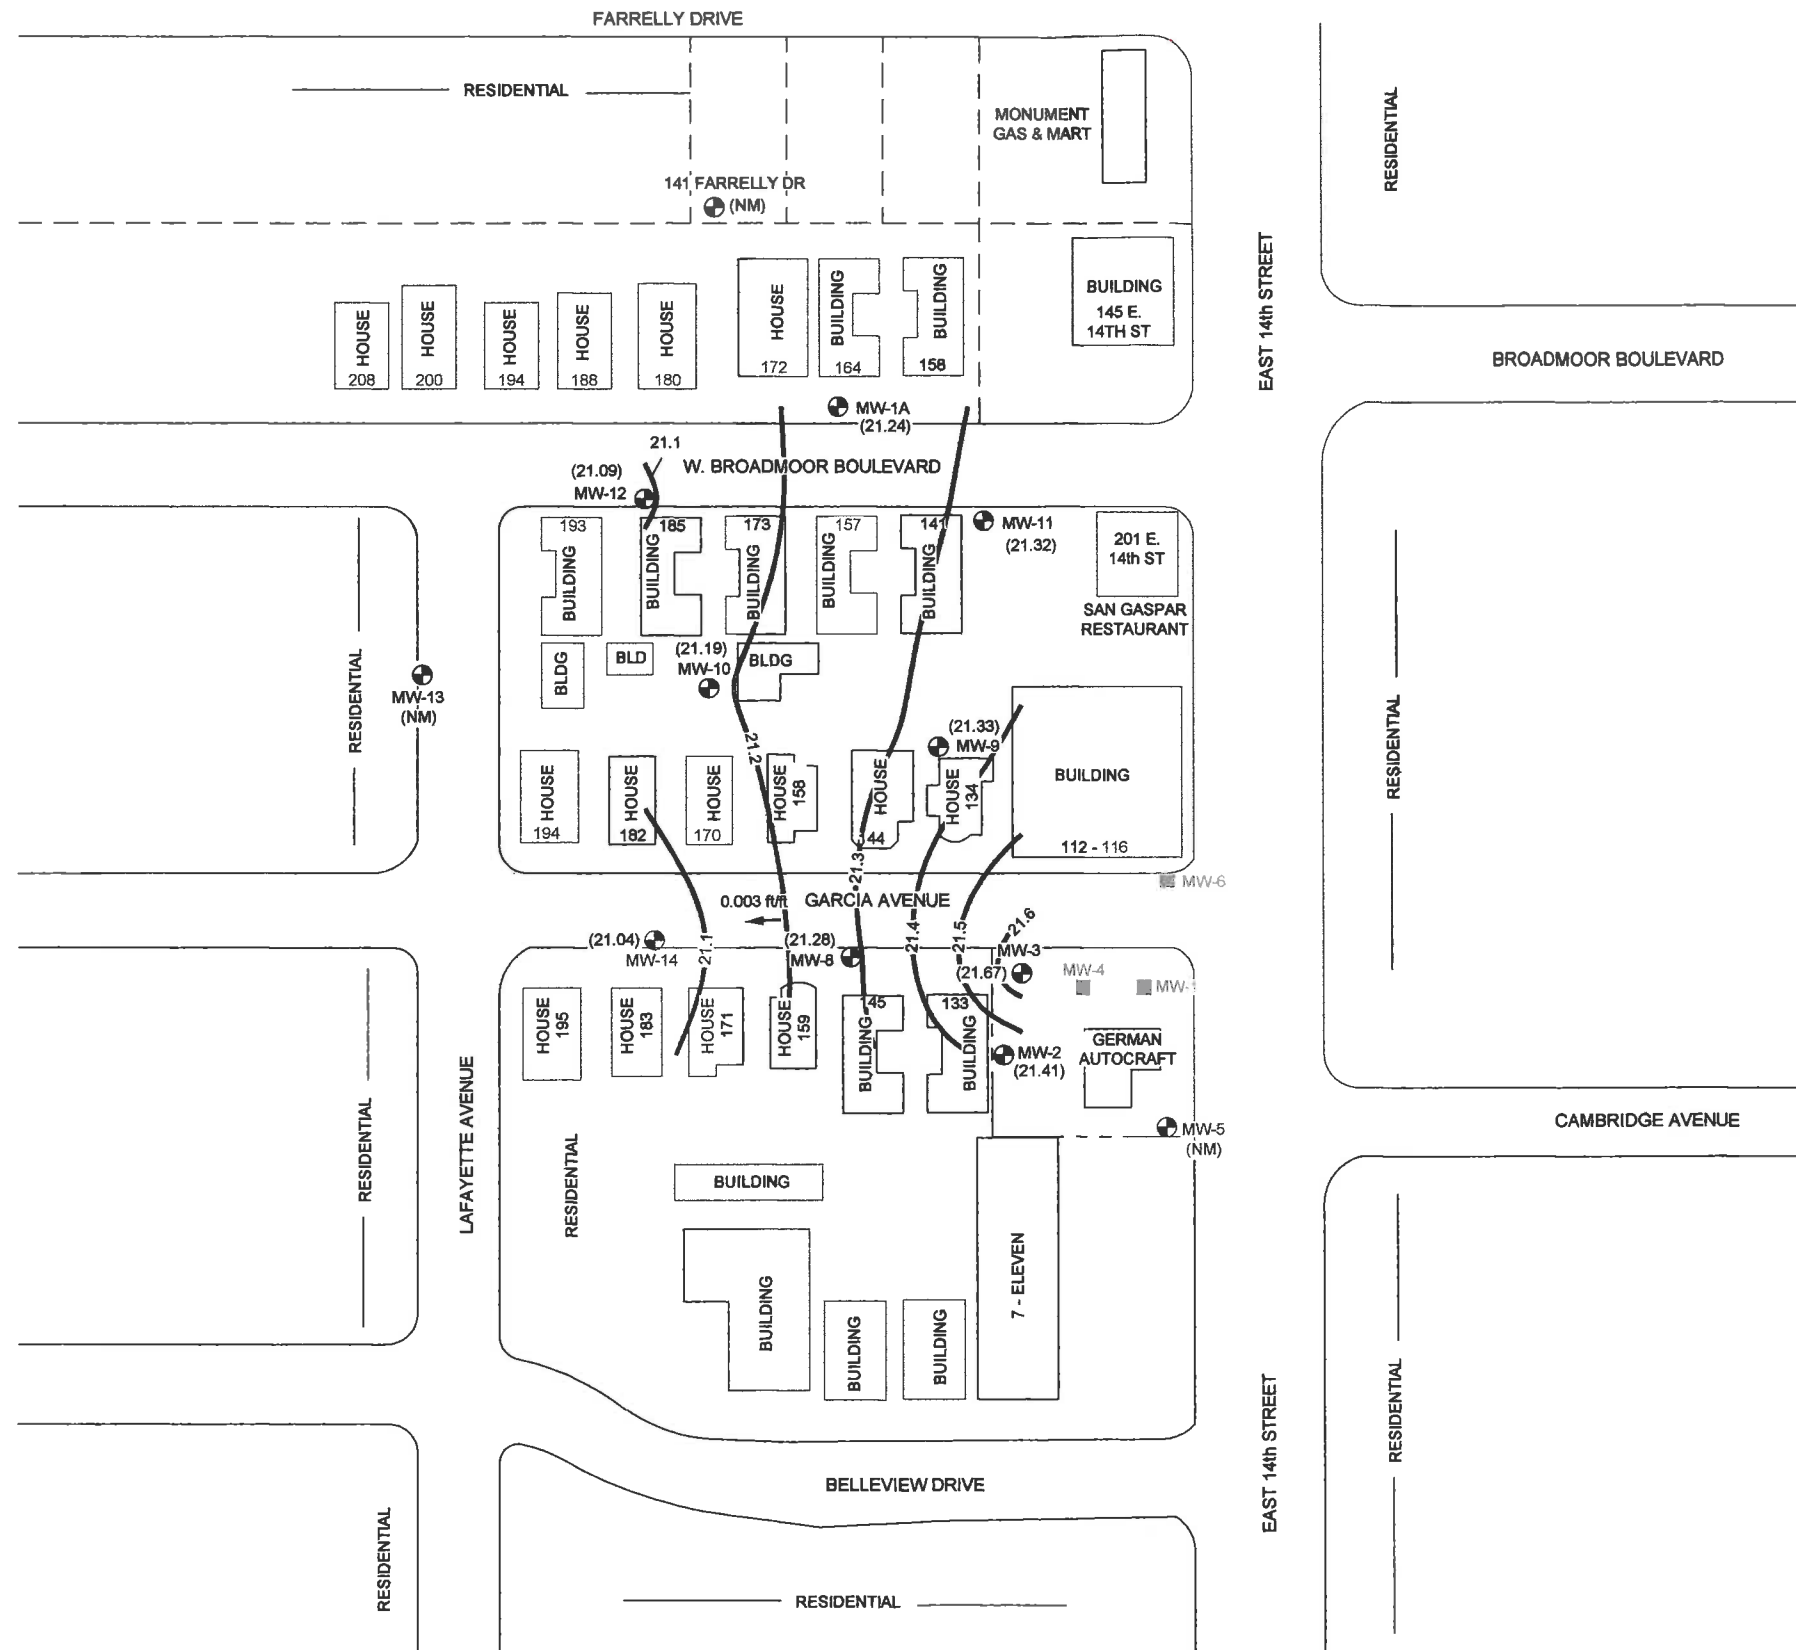 FARRELLY DRIVE
RESIDENTIAL
MONUMENT
GAS & MART
RESIDENTIAL
141 FARRELLY DR
(NM)
EAST 14th STREET
BUILDING
145 E.
14TH ST
BROADMOOR BOULEVARD
HOUSE
208
HOUSE
200
HOUSE
194
HOUSE
188
HOUSE
180
HOUSE
172
BUILDING
164
BUILDING
158
MW-1A
(21.24)
21.1
W. BROADMOOR BOULEVARD
(21.09)
MW-12
193
BUILDING
185
BUILDING
173
BUILDING
157
BUILDING
141
BUILDING
MW-11
(21.32)
201 E.
14th ST
SAN GASPAR
RESTAURANT
BLDG
BLD
(21.19)
MW-10
BLDG
RESIDENTIAL
MW-13
(NM)
RESIDENTIAL
21.2
(21.33)
MW-9
BUILDING
112 - 116
HOUSE
194
HOUSE
182
HOUSE
170
HOUSE
158
HOUSE
44
HOUSE
134
21.3
MW-6
0.003 ft/ft
GARCIA AVENUE
21.4
21.5
21.6
(21.04)
MW-14
21.1
(21.28)
MW-8
MW-3
(21.67)
MW-4
MW-
HOUSE
195
HOUSE
183
HOUSE
171
HOUSE
159
145
BUILDING
133
BUILDING
MW-2
(21.41)
GERMAN
AUTOCRAFT
MW-5
(NM)
CAMBRIDGE AVENUE
LAFAYETTE AVENUE
RESIDENTIAL
RESIDENTIAL
BUILDING
BUILDING
BUILDING
BUILDING
7 - ELEVEN
RESIDENTIAL
EAST 14th STREET
BELLEVIEW DRIVE
RESIDENTIAL
RESIDENTIAL